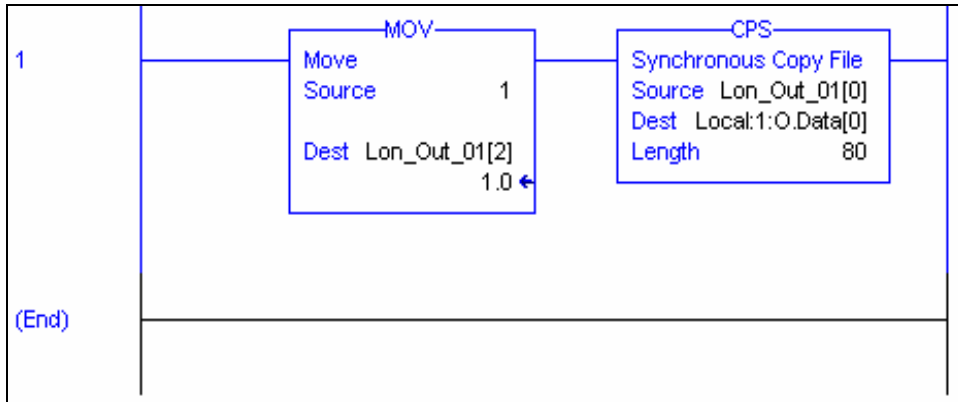 1
MOV
Move
Source 1
Dest Lon_Out_01[2]
1.0
CPS
Synchronous Copy File
Source Lon_Out_01[0]
Dest Local:1:O.Data[0]
Length 80
(End)